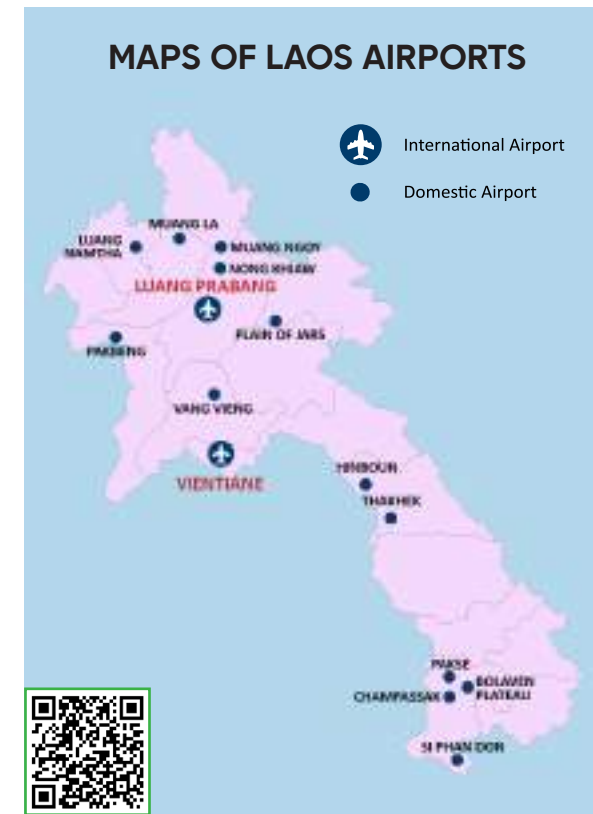 MAPS OF LAOS AIRPORTS
International Airport
Domestic Airport
MUANG LA
LUANG
NAMTHA
MUANG NGOY
NONG KHIAW
LUANG PRABANG
PLAIN OF JARS
PAKBENG
VANG VIENG
VIENTIANE
HINBOUN
THAKHEK
PAKSE
BOLAVEN
PLATEAU
CHAMPASSAK
SI PHAN DON